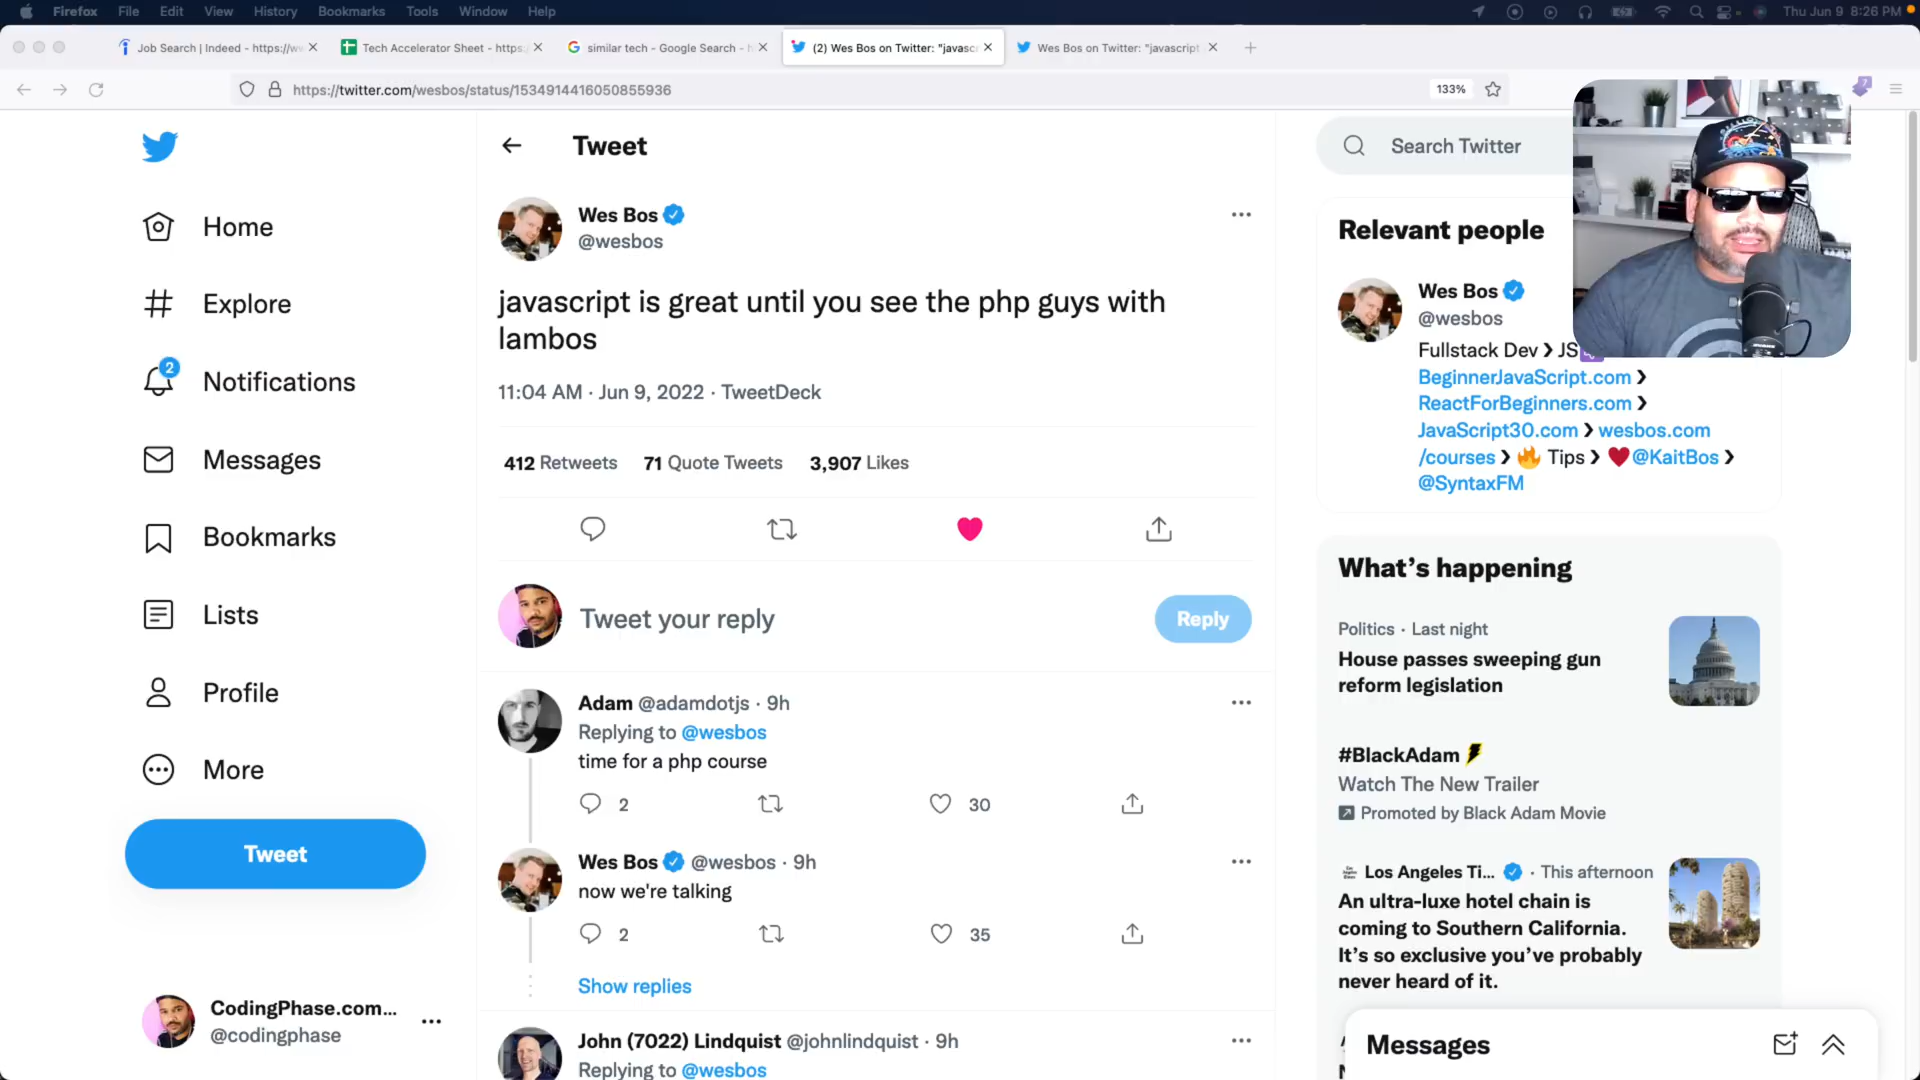 Firefox File Edit View History Bookmarks Tools Window Help
Thu Jun 9 8:26 PM
Job Search | Indeed - https://w
Tech Accelerator Sheet - https:
similar tech - Google Search - h
(2) Wes Bos on Twitter: "javasc
Wes Bos on Twitter: "javascript
https://twitter.com/wesbos/status/1534914416050855936
133%
Home
Explore
2
Notifications
Messages
Bookmarks
Lists
Profile
More
Tweet
CodingPhase.com...
@codingphase
Tweet
Wes Bos
@wesbos
javascript is great until you see the php guys with
lambos
11:04 AM · Jun 9, 2022 · TweetDeck
412 Retweets 71 Quote Tweets 3,907 Likes
Tweet your reply
Reply
Adam @adamdotjs · 9h
Replying to @wesbos
time for a php course
2 30
Wes Bos @wesbos · 9h
now we're talking
2 35
Show replies
John (7022) Lindquist @johnlindquist · 9h
Replying to @wesbos
Search Twitter
Relevant people
Wes Bos
@wesbos
Fullstack Dev ❯ JS
BeginnerJavaScript.com ❯
ReactForBeginners.com ❯
JavaScript30.com ❯ wesbos.com
/courses ❯ 🔥 Tips ❯ ❤️@KaitBos ❯
@SyntaxFM
What's happening
Politics · Last night
House passes sweeping gun
reform legislation
#BlackAdam
Watch The New Trailer
Promoted by Black Adam Movie
Los Angeles Ti... · This afternoon
An ultra-luxe hotel chain is
coming to Southern California.
It's so exclusive you've probably
never heard of it.
Messages